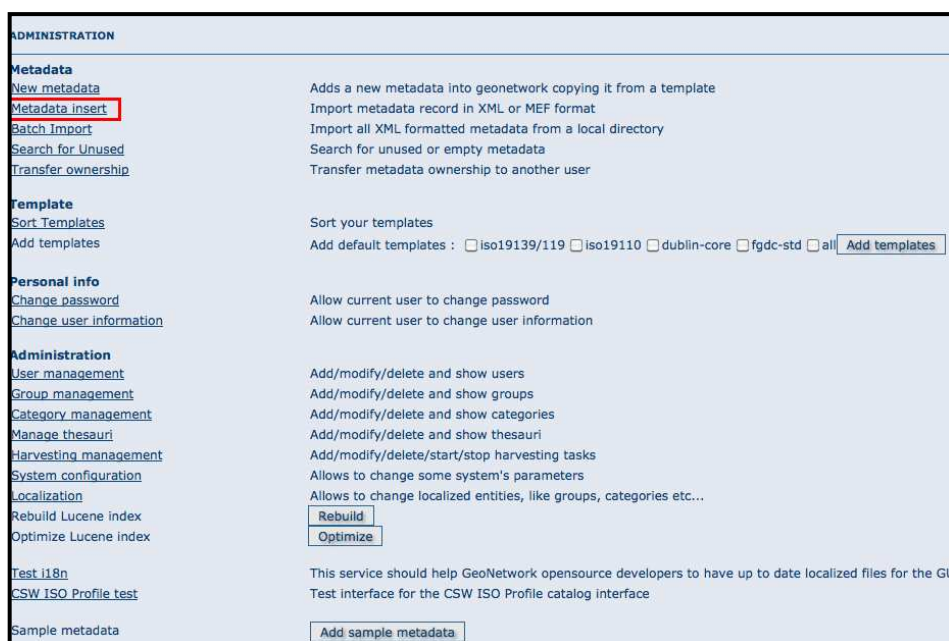 ADMINISTRATION
Metadata
New metadata Adds a new metadata into geonetwork copying it from a template
Metadata insert Import metadata record in XML or MEF format
Batch Import Import all XML formatted metadata from a local directory
Search for Unused Search for unused or empty metadata
Transfer ownership Transfer metadata ownership to another user
Template
Sort Templates Sort your templates
Add templates Add default templates : iso19139/119 iso19110 dublin-core fgdc-std all Add templates
Personal info
Change password Allow current user to change password
Change user information Allow current user to change user information
Administration
User management Add/modify/delete and show users
Group management Add/modify/delete and show groups
Category management Add/modify/delete and show categories
Manage thesauri Add/modify/delete and show thesauri
Harvesting management Add/modify/delete/start/stop harvesting tasks
System configuration Allows to change some system's parameters
Localization Allows to change localized entities, like groups, categories etc...
Rebuild Lucene index Rebuild
Optimize Lucene index Optimize
Test i18n This service should help GeoNetwork opensource developers to have up to date localized files for the GU
CSW ISO Profile test Test interface for the CSW ISO Profile catalog interface
Sample metadata Add sample metadata